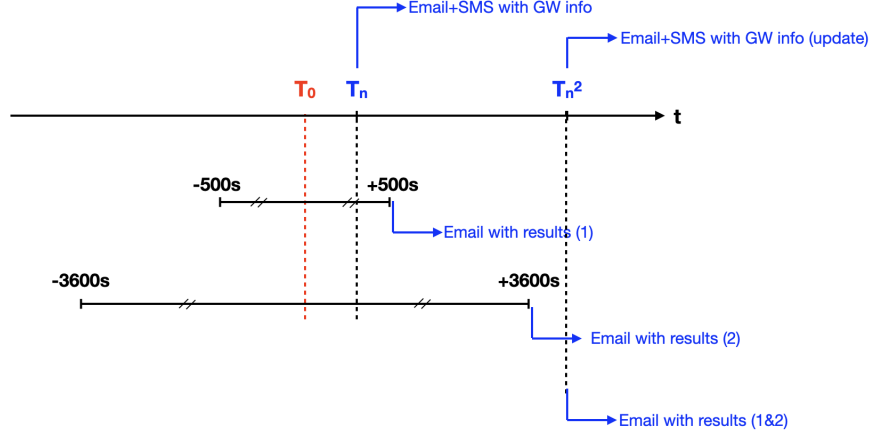 Email+SMS with GW info
Email+SMS with GW info (update)
T₀ Tₙ Tₙ²
t
-500s +500s
Email with results (1)
-3600s +3600s
Email with results (2)
Email with results (1&2)